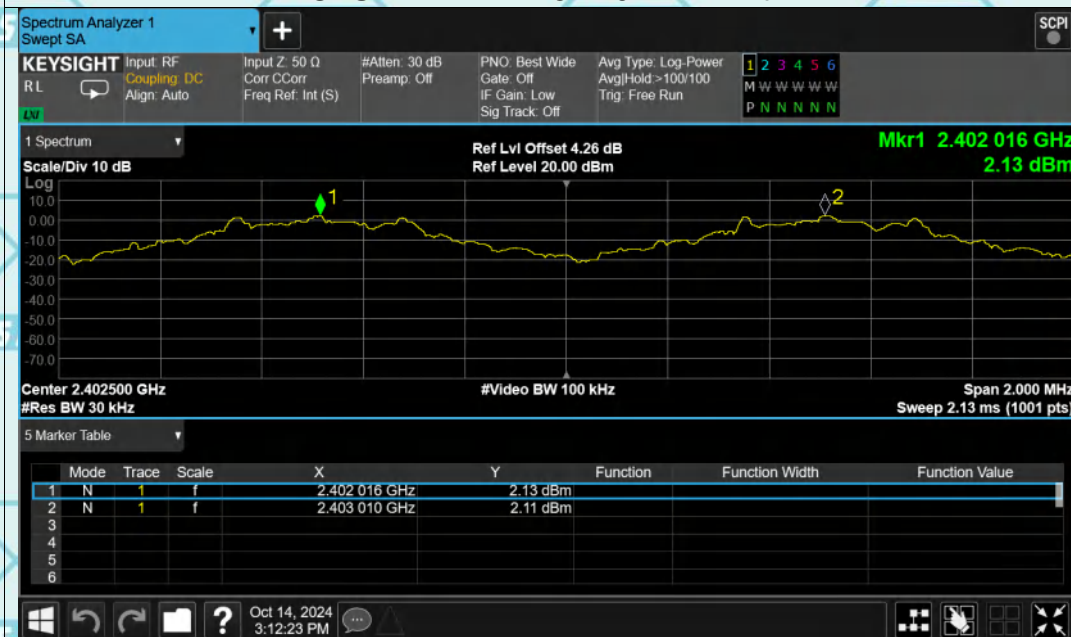 Spectrum Analyzer 1
Swept SA
+
SCPI
KEYSIGHT
RL
LXI
Input: RF
Coupling: DC
Align: Auto
Input Z: 50 Ω
Corr CCorr
Freq Ref: Int (S)
#Atten: 30 dB
Preamp: Off
PNO: Best Wide
Gate: Off
IF Gain: Low
Sig Track: Off
Avg Type: Log-Power
Avg|Hold:>100/100
Trig: Free Run
1 2 3 4 5 6
M W W W W W W
P N N N N N N
1 Spectrum
Scale/Div 10 dB
Ref Lvl Offset 4.26 dB
Ref Level 20.00 dBm
Mkr1 2.402 016 GHz
2.13 dBm
Log
10.0
0.00
-10.0
-20.0
-30.0
-40.0
-50.0
-60.0
-70.0
1
2
Center 2.402500 GHz
#Video BW 100 kHz
Span 2.000 MHz
#Res BW 30 kHz
Sweep 2.13 ms (1001 pts)
5 Marker Table
Mode Trace Scale X Y Function Function Width Function Value
1 N 1 f 2.402 016 GHz 2.13 dBm
2 N 1 f 2.403 010 GHz 2.11 dBm
3
4
5
6
?
Oct 14, 2024
3:12:23 PM